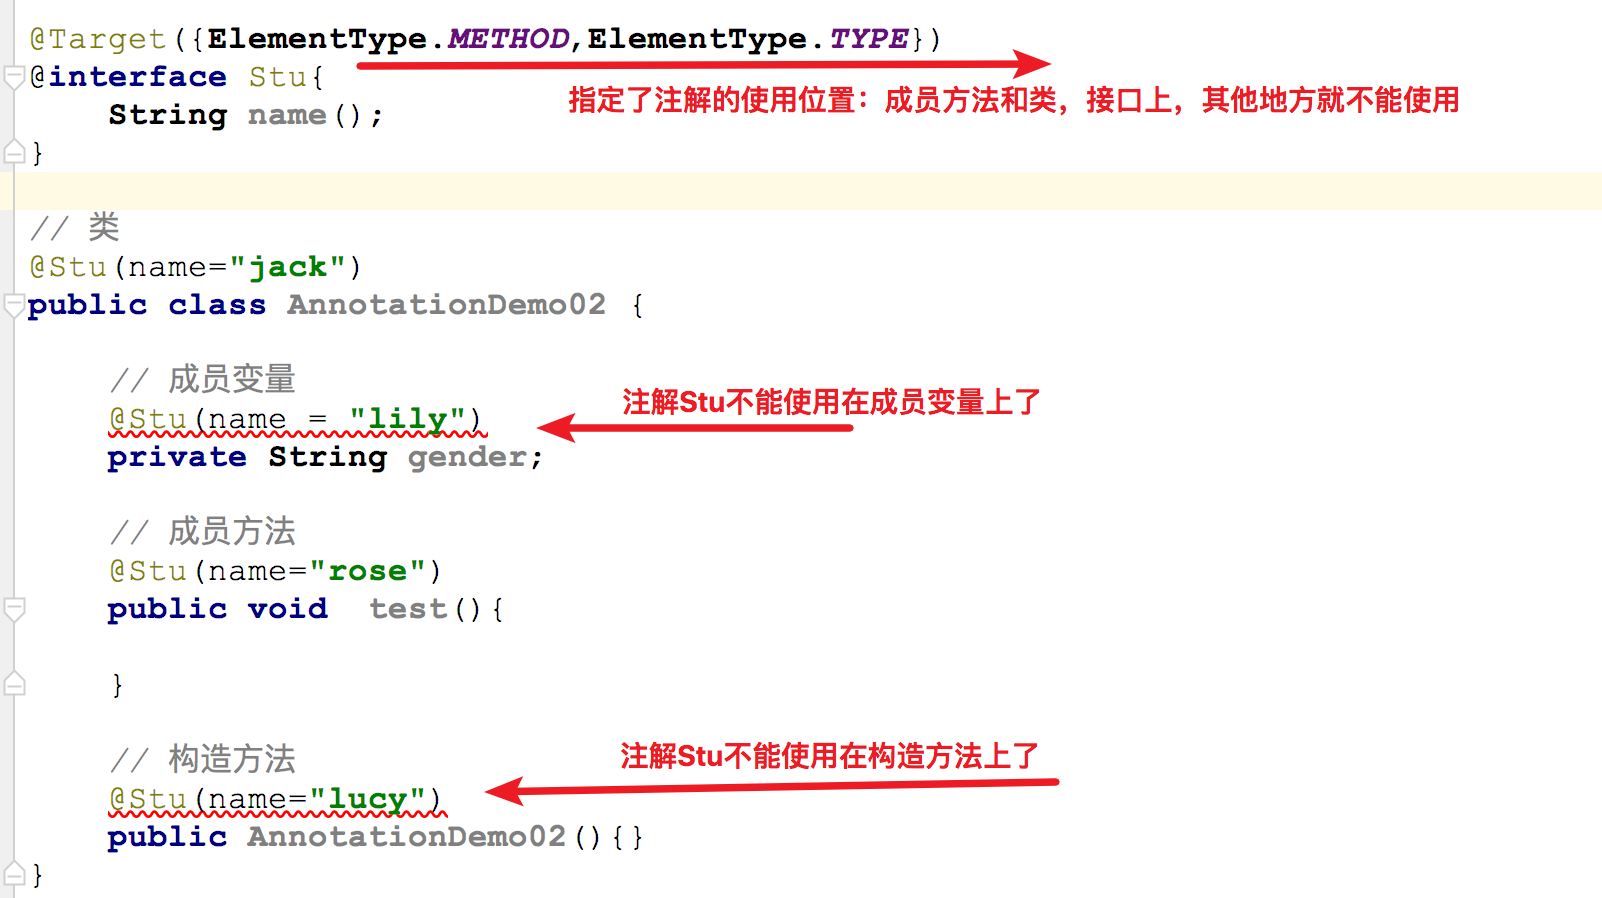 @Target({ElementType.METHOD,ElementType.TYPE})
@interface Stu{
指定了注解的使用位置：成员方法和类，接口上，其他地方就不能使用
String name();
}
// 类
@Stu(name="jack")
public class AnnotationDemo02 {
// 成员变量
注解Stu不能使用在成员变量上了
@Stu(name = "lily")
private String gender;
// 成员方法
@Stu(name="rose")
public void  test(){
}
// 构造方法
注解Stu不能使用在构造方法上了
@Stu(name="lucy")
public AnnotationDemo02(){}
}